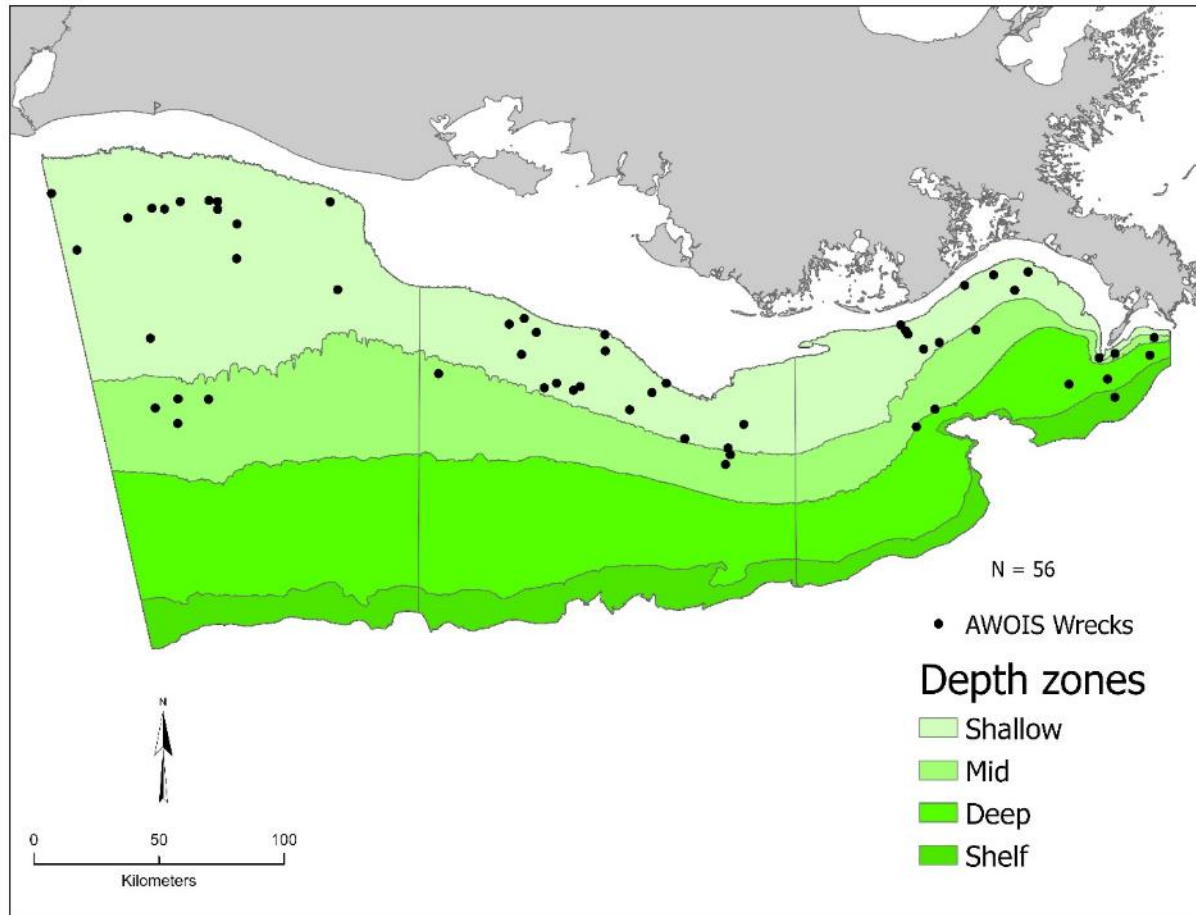 N = 56
AWOIS Wrecks
Depth zones
Shallow
Mid
Deep
Shelf
N
0 50 100
Kilometers